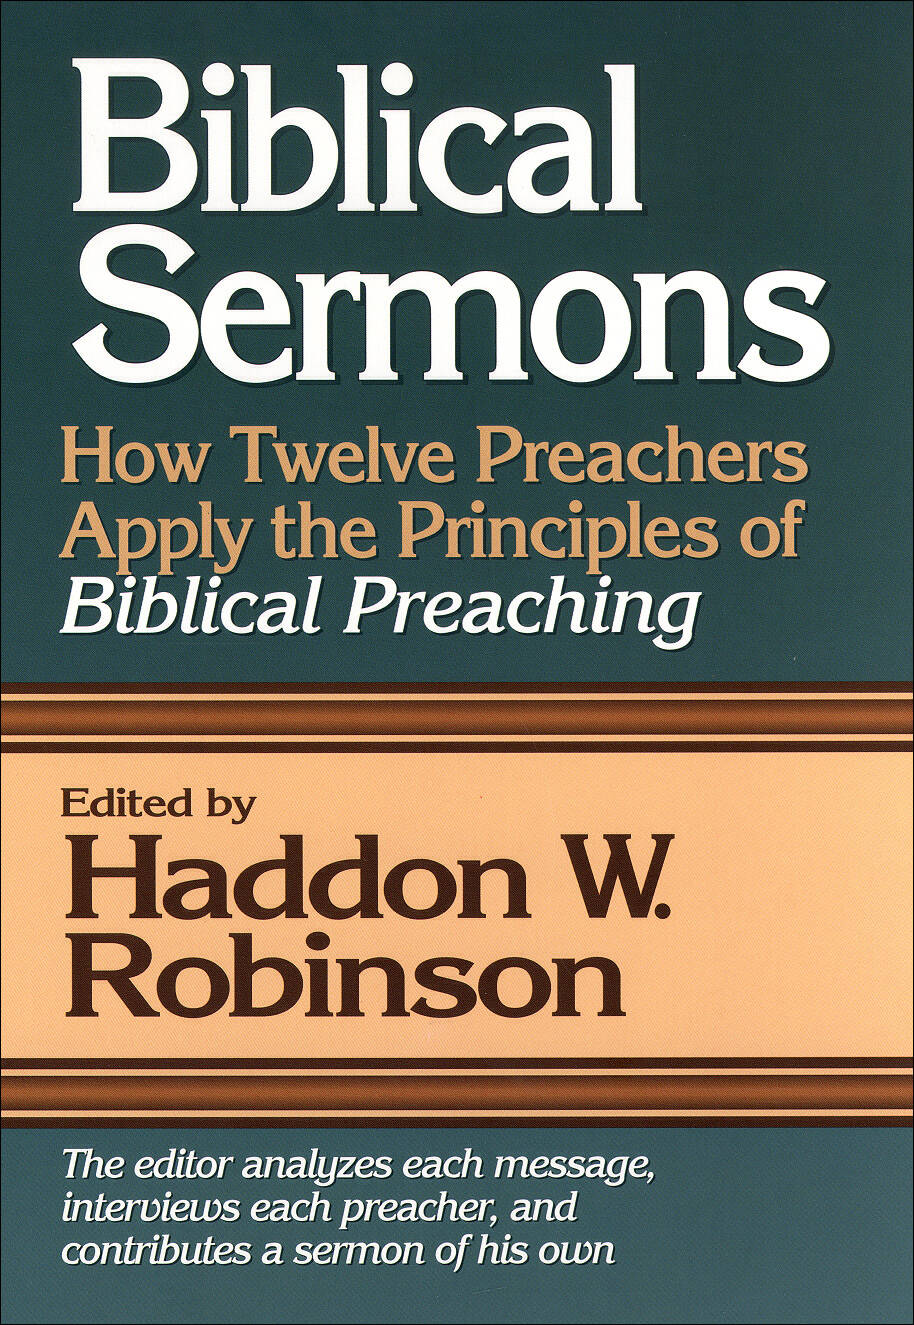 Biblical
Sermons
How Twelve Preachers
Apply the Principles of
Biblical Preaching
Edited by
Haddon W.
Robinson
The editor analyzes each message,
interviews each preacher, and
contributes a sermon of his own